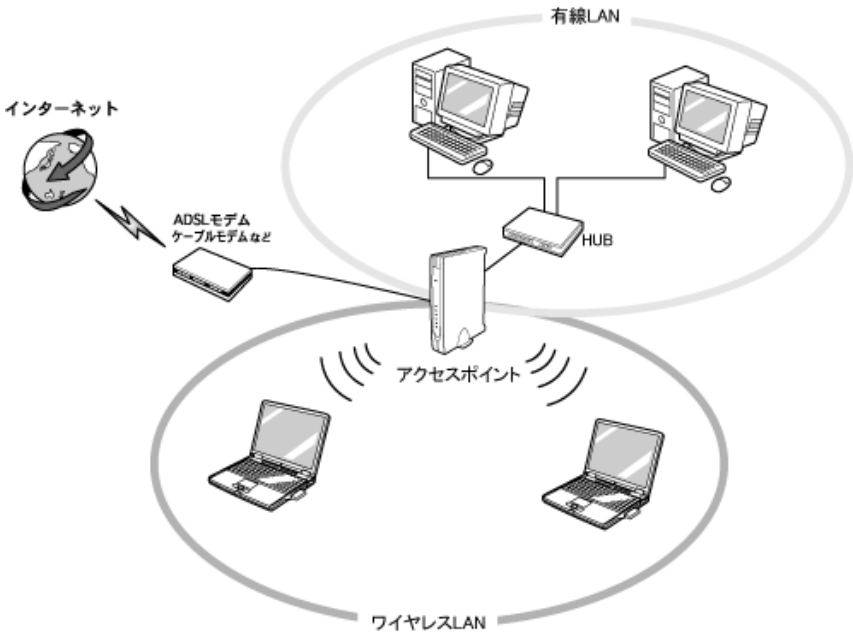 有線LAN
インターネット
ADSLモデム
ケーブルモデムなど
HUB
アクセスポイント
ワイヤレスLAN